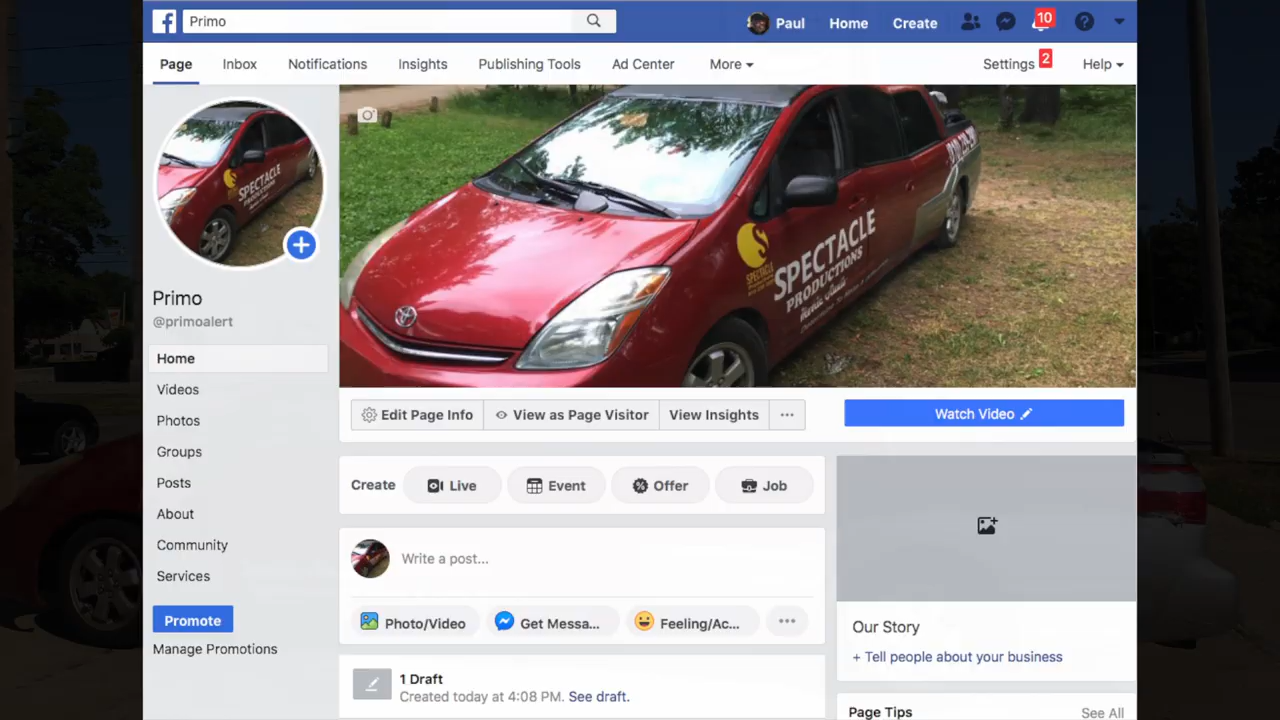 Primo
Paul Home Create 10
Page Inbox Notifications Insights Publishing Tools Ad Center More Settings 2 Help
SPECTACLE
PRODUCTIONS
SPECTACLE
SPECTACLE
PRODUCTIONS
Primo
@primoalert
Home
Videos
Photos
Groups
Posts
About
Community
Services
Promote
Manage Promotions
Edit Page Info View as Page Visitor View Insights ...
Watch Video
Create Live Event Offer Job
Write a post...
Photo/Video Get Messa... Feeling/Ac... ...
1 Draft
Created today at 4:08 PM. See draft.
Our Story
+ Tell people about your business
Page Tips See All